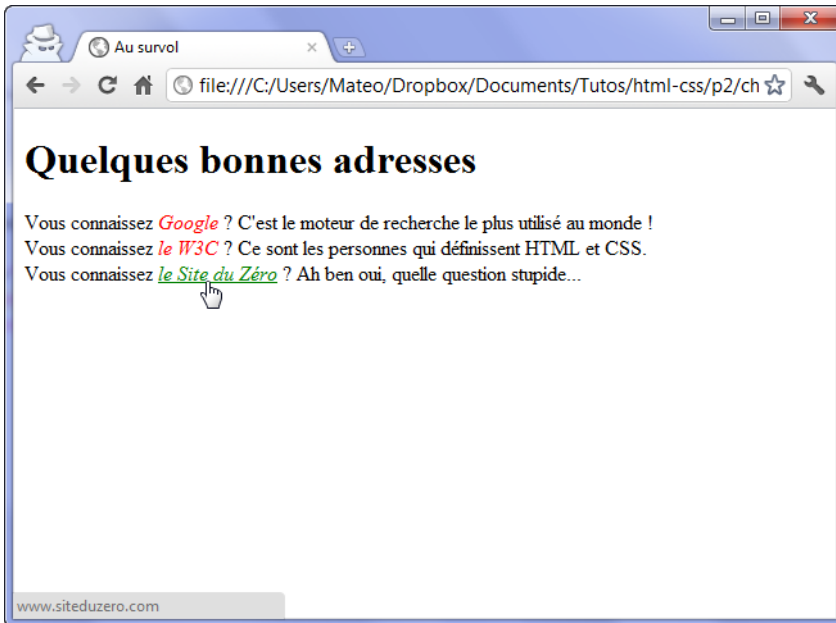 Au survol
file:///C:/Users/Mateo/Dropbox/Documents/Tutos/html-css/p2/ch
Quelques bonnes adresses
Vous connaissez Google ? C'est le moteur de recherche le plus utilisé au monde !
Vous connaissez le W3C ? Ce sont les personnes qui définissent HTML et CSS.
Vous connaissez le Site du Zéro ? Ah ben oui, quelle question stupide...
www.siteduzero.com